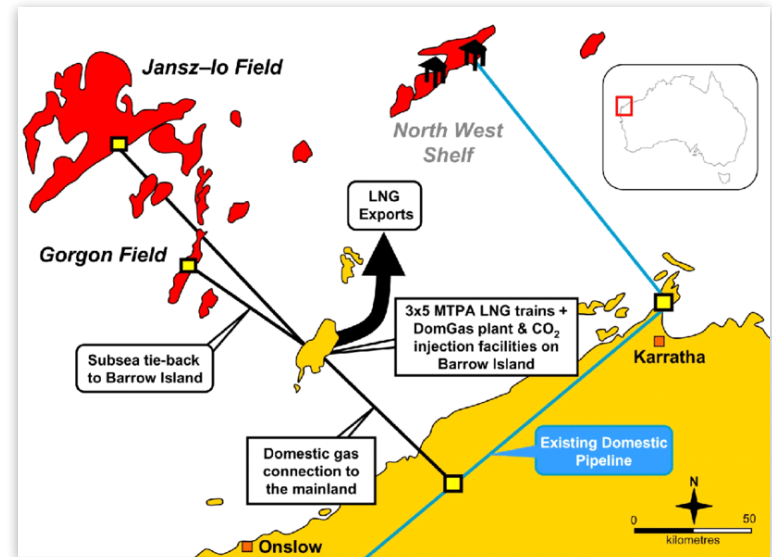 Jansz–Io Field
North West
Shelf
LNG
Exports
Gorgon Field
3x5 MTPA LNG trains +
DomGas plant & CO₂
injection facilities on
Barrow Island
Subsea tie-back
to Barrow Island
Karratha
Domestic gas
connection to
the mainland
Existing Domestic
Pipeline
N
0
50
kilometres
Onslow